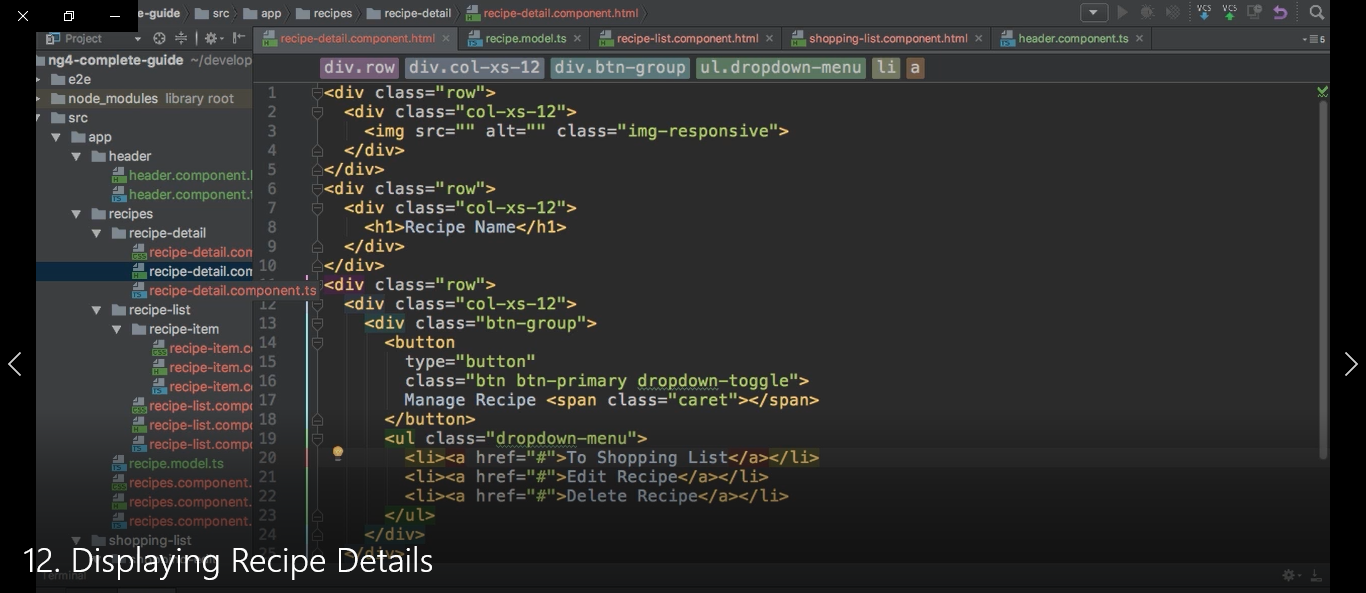 e-guide src app recipes recipe-detail recipe-detail.component.html
Project
recipe-detail.component.html recipe.model.ts recipe-list.component.html shopping-list.component.html header.component.ts
VCS VCS
5
ng4-complete-guide ~/develop
e2e
node_modules library root
src
app
header
header.component.
header.component.t
recipes
recipe-detail
recipe-detail.com
recipe-detail.com
recipe-detail.component.ts
recipe-list
recipe-item
recipe-item.c
recipe-item.c
recipe-item.c
recipe-list.comp
recipe-list.comp
recipe-list.comp
recipe.model.ts
recipes.component.
recipes.component.
recipes.component.
shopping-list
Terminal
div.row div.col-xs-12 div.btn-group ul.dropdown-menu li a
1 <div class="row">
2 <div class="col-xs-12">
3 <img src="" alt="" class="img-responsive">
4 </div>
5 </div>
6 <div class="row">
7 <div class="col-xs-12">
8 <h1>Recipe Name</h1>
9 </div>
10 </div>
<div class="row">
12 <div class="col-xs-12">
13 <div class="btn-group">
14 <button
15 type="button"
16 class="btn btn-primary dropdown-toggle">
17 Manage Recipe <span class="caret"></span>
18 </button>
19 <ul class="dropdown-menu">
20 <li><a href="#">To Shopping List</a></li>
21 <li><a href="#">Edit Recipe</a></li>
22 <li><a href="#">Delete Recipe</a></li>
23 </ul>
24 </div>
25 </div>
12. Displaying Recipe Details